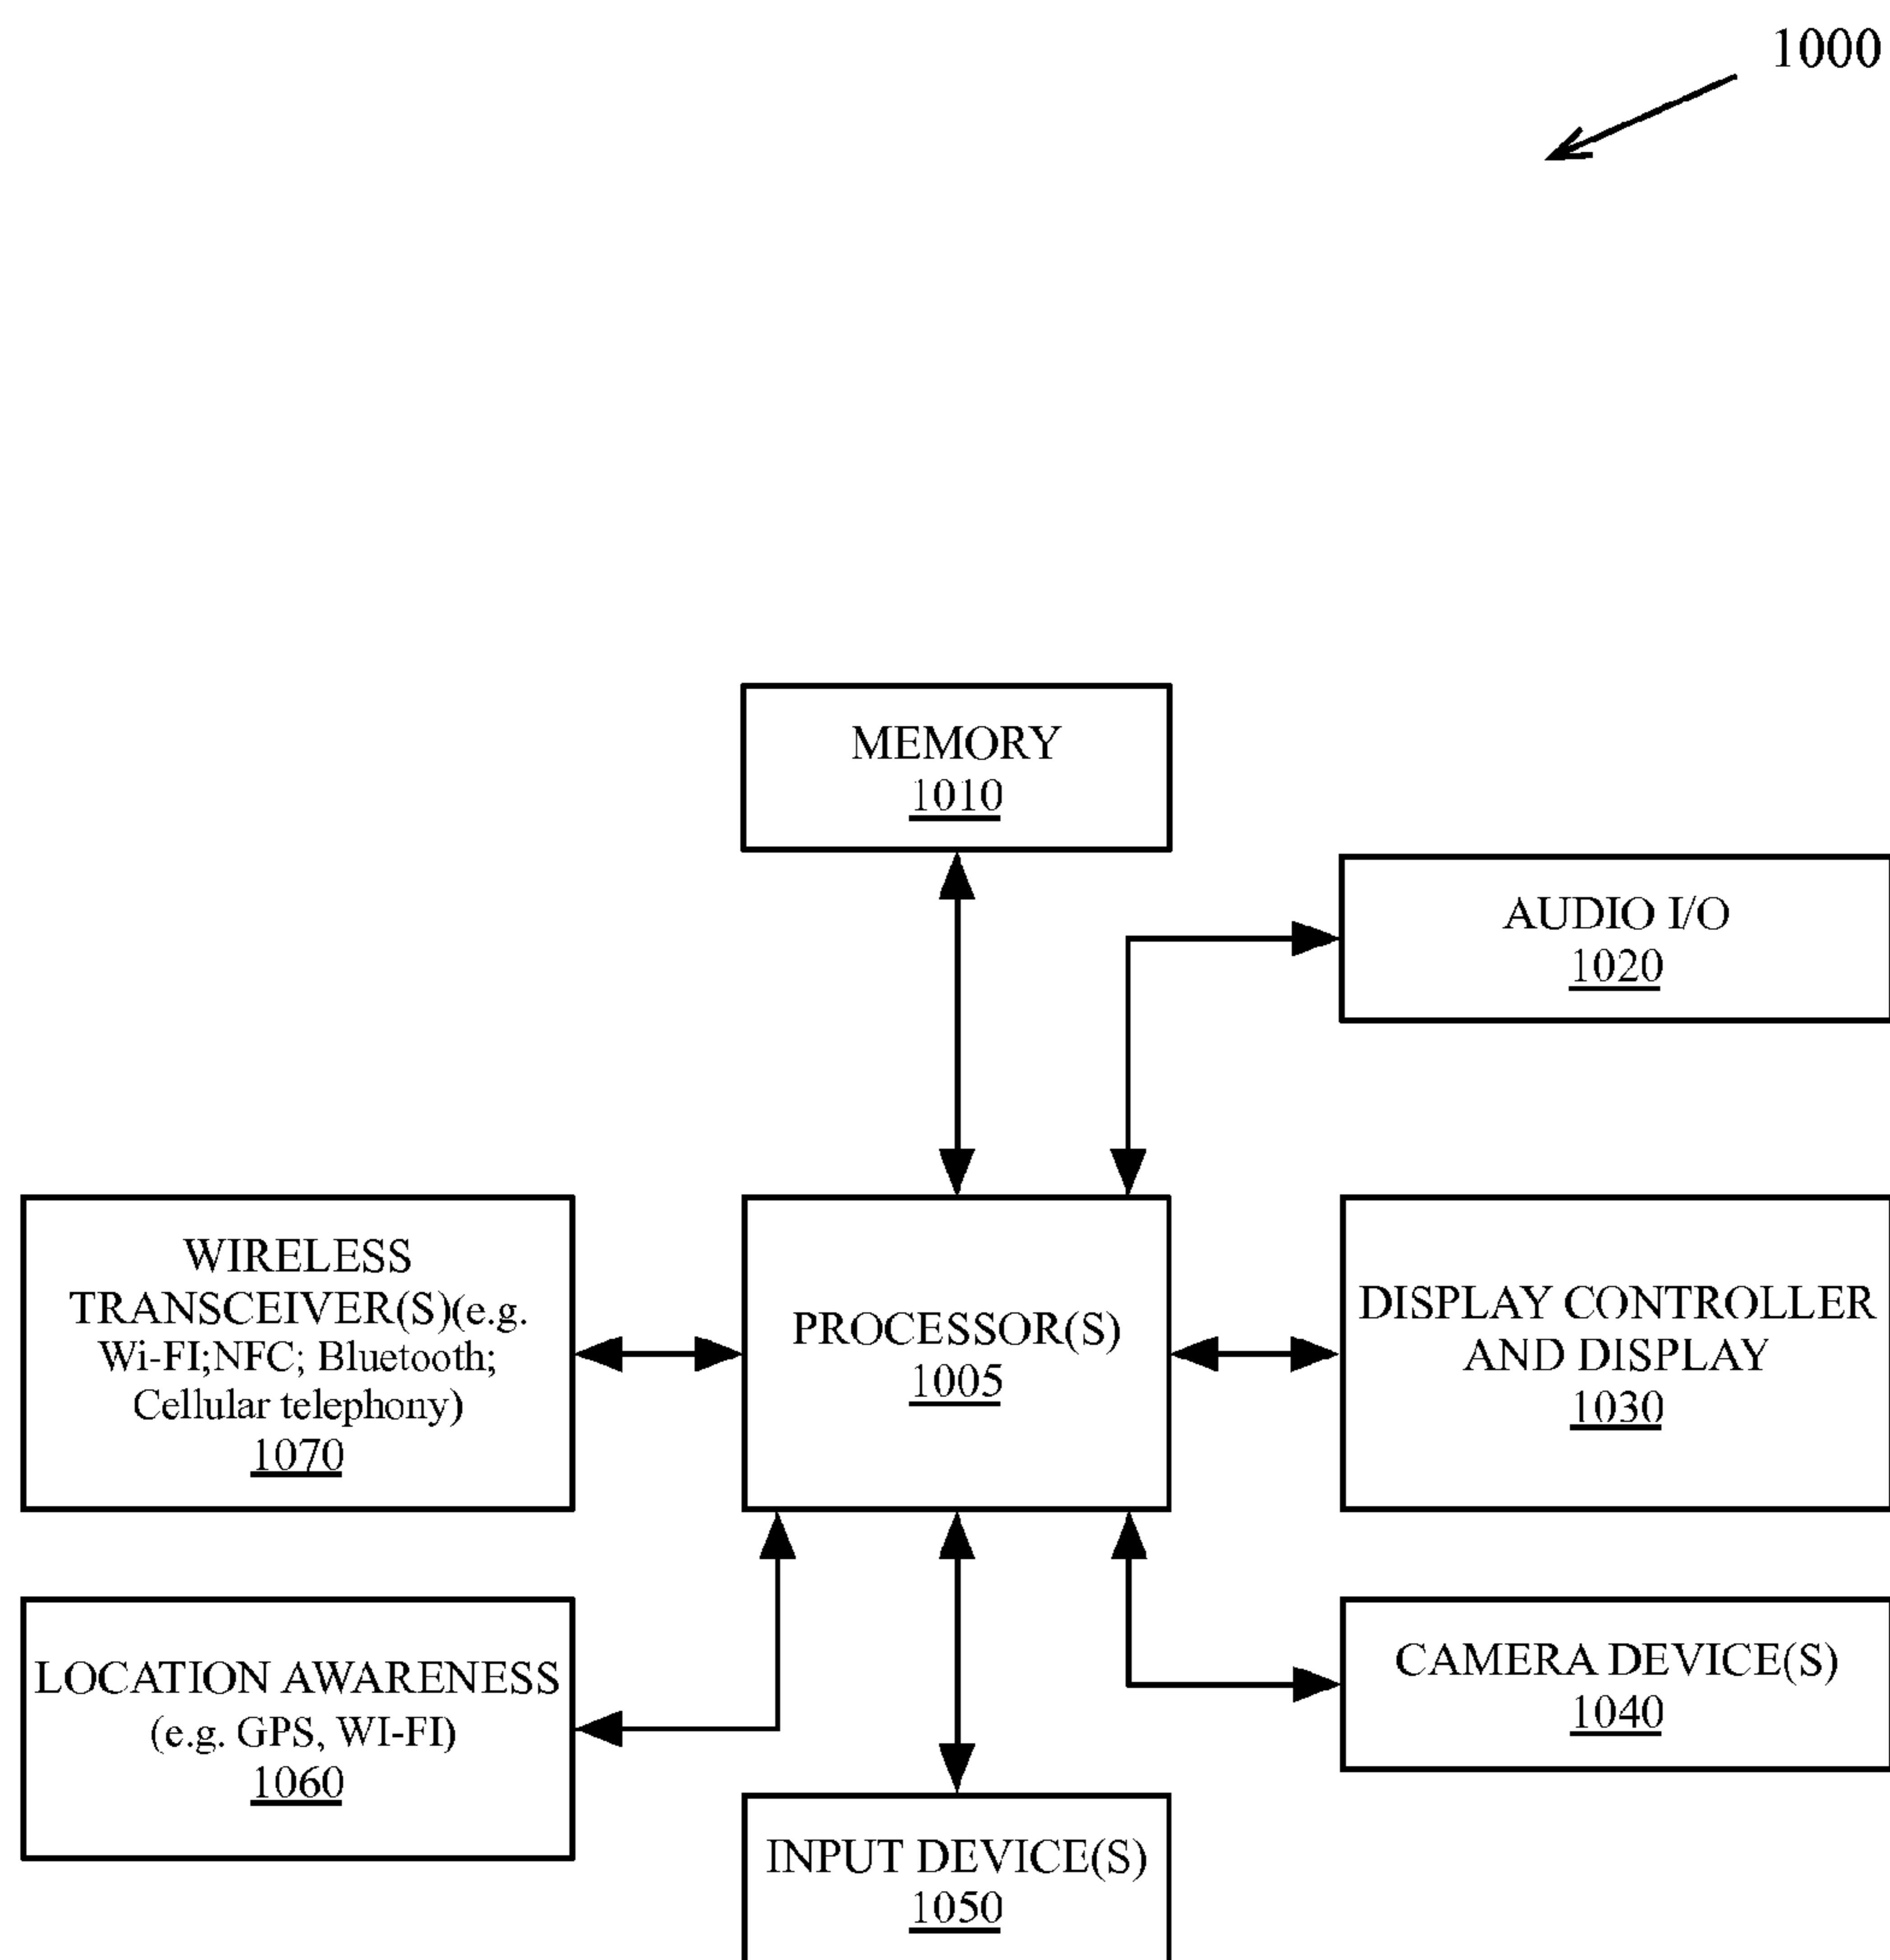 1000
MEMORY
1010
AUDIO I/O
1020
WIRELESS
TRANSCEIVER(S)(e.g.
Wi-FI;NFC; Bluetooth;
Cellular telephony)
1070
PROCESSOR(S)
1005
DISPLAY CONTROLLER
AND DISPLAY
1030
LOCATION AWARENESS
(e.g. GPS, WI-FI)
1060
CAMERA DEVICE(S)
1040
INPUT DEVICE(S)
1050